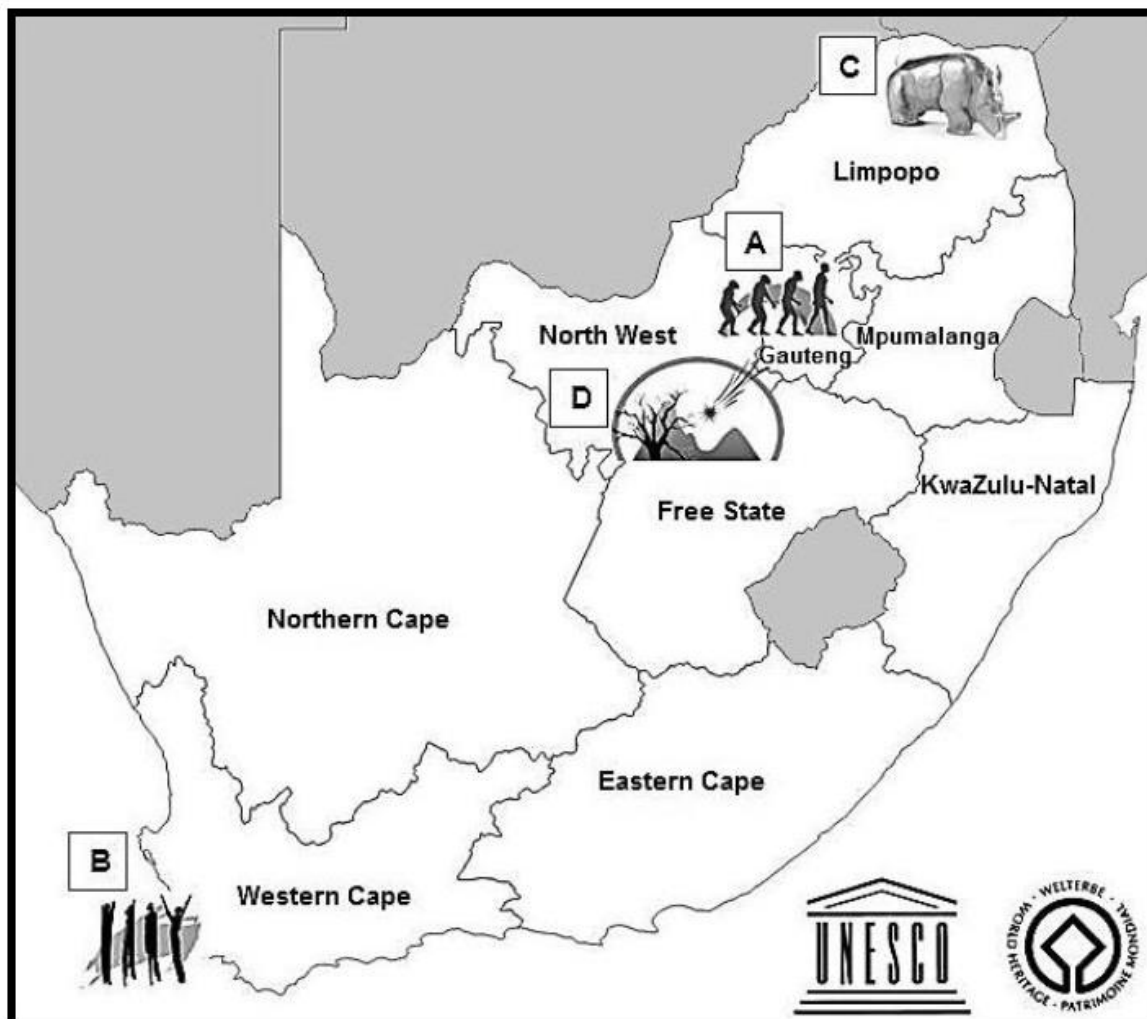 C
Limpopo
A
North West
Gauteng
Mpumalanga
D
KwaZulu-Natal
Free State
Northern Cape
Eastern Cape
B
Western Cape
UNESCO
WORLD HERITAGE · WELTERBE · PATRIMOINE MONDIAL ·